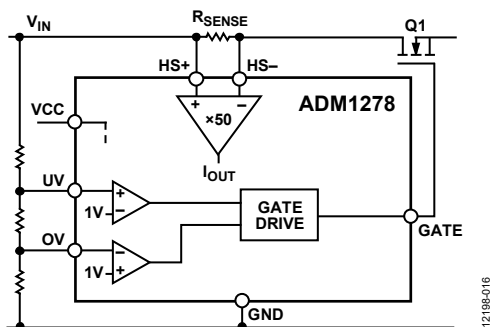 VIN RSENSE Q1
HS+ HS–
+ –
×50
ADM1278
VCC
IOUT
UV
+
1V –
GATE
DRIVE
GATE
OV
–
1V +
GND
12198-016